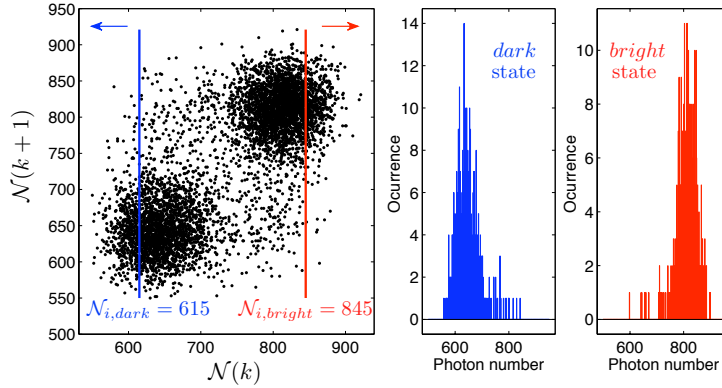 950
900
850
800
750
700
650
600
550
500
𝒩(k + 1)
𝒩i,dark = 615
𝒩i,bright = 845
600
700
800
900
𝒩(k)
14
12
10
8
6
4
2
0
Ocurrence
dark
state
600
800
Photon number
10
8
6
4
2
0
Ocurrence
bright
state
600
800
Photon number